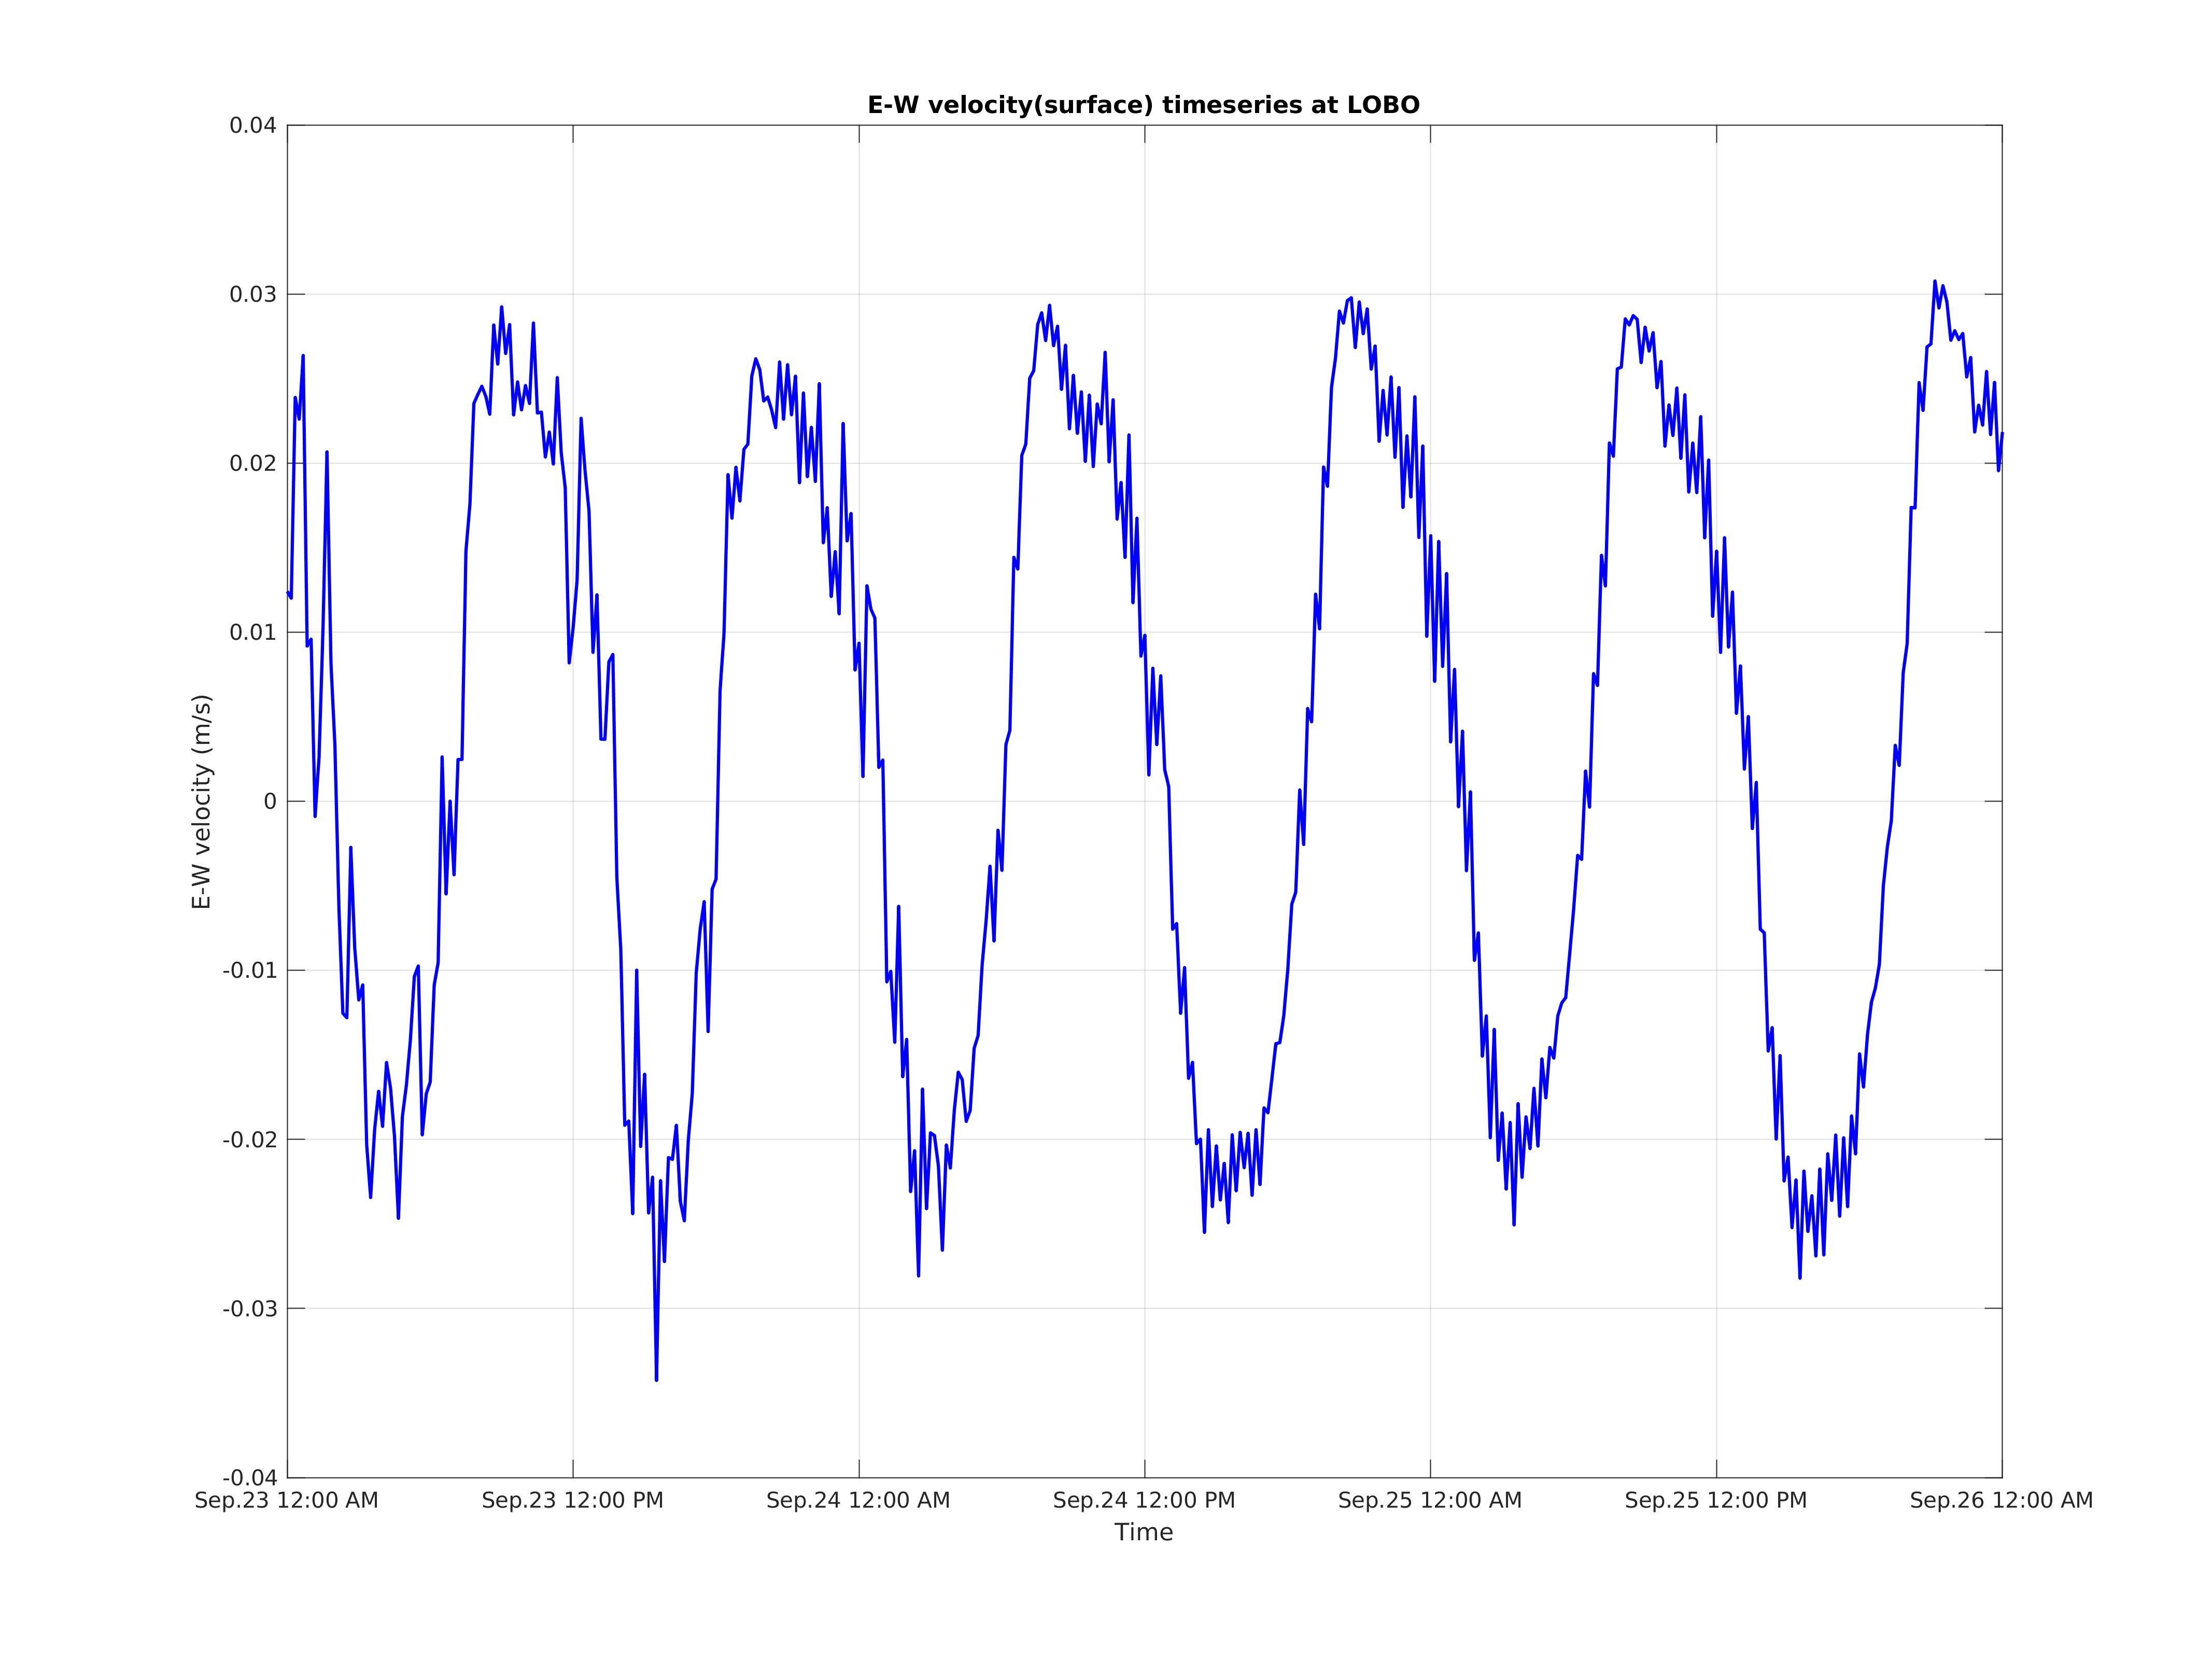 E-W velocity(surface) timeseries at LOBO
0.04
0.03
0.02
0.01
0
-0.01
-0.02
-0.03
-0.04
E-W velocity (m/s)
Sep.23 12:00 AM Sep.23 12:00 PM Sep.24 12:00 AM Sep.24 12:00 PM Sep.25 12:00 AM Sep.25 12:00 PM Sep.26 12:00 AM
Time